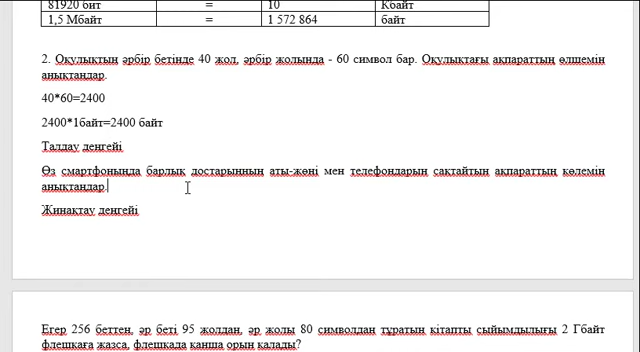 81920 бит = 10 Кбайт
1,5 Мбайт = 1 572 864 байт
2. Оқулықтың әрбір бетінде 40 жол, әрбір жолында - 60 символ бар. Оқулықтағы ақпараттың өлшемін
анықтаңдар.
40*60=2400
2400*1байт=2400 байт
Талдау деңгейі
Өз смартфонында барлық достарыңның аты-жөні мен телефондарын сақтайтын ақпараттың көлемін
анықтаңдар.
Жинақтау деңгейі
Егер 256 беттен, әр беті 95 жолдан, әр жолы 80 символдан тұратын кітапты сыйымдылығы 2 Гбайт
флешкаға жазса, флешкада қанша орын қалады?